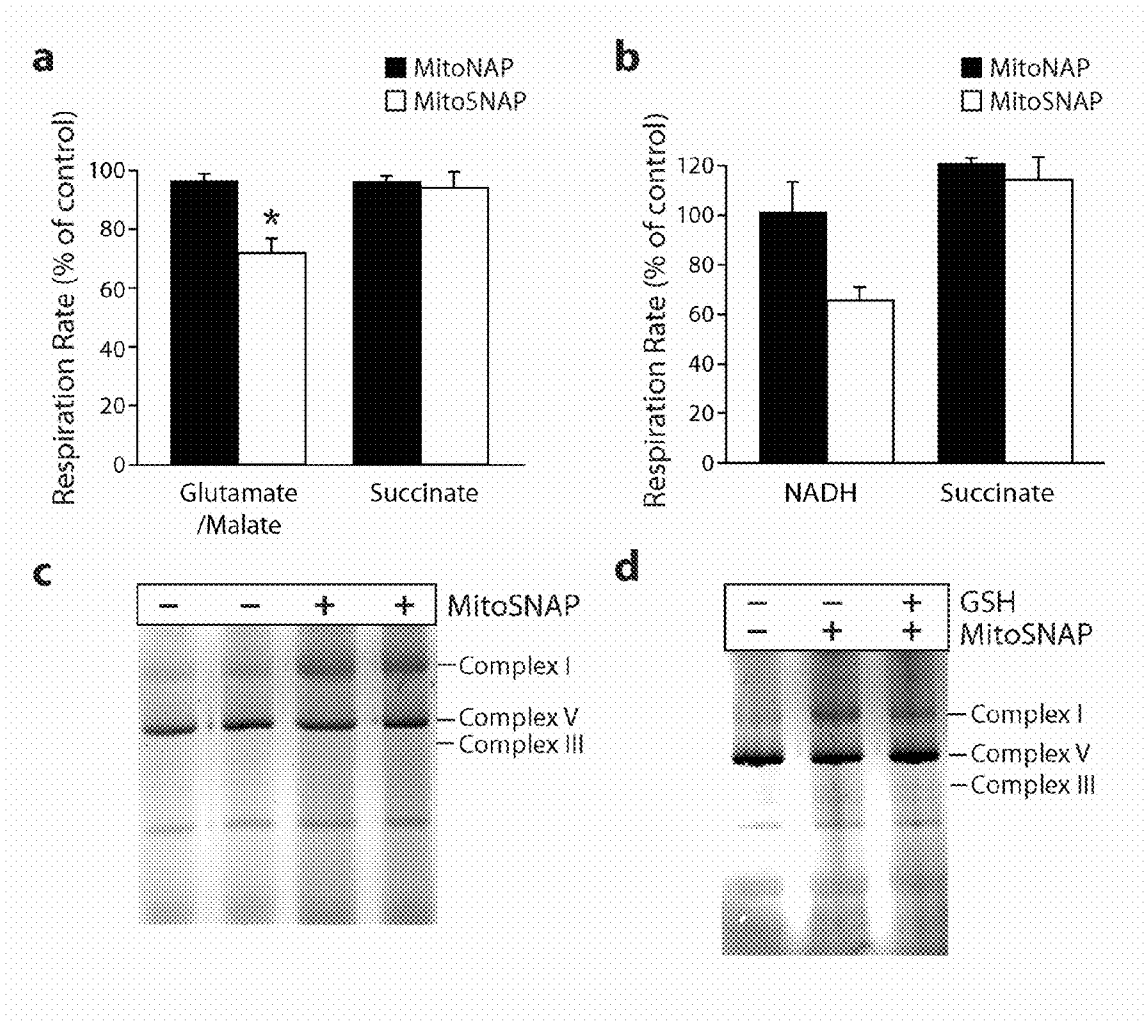 a
MitoNAP
MitoSNAP
Respiration Rate (% of control)
100
80
60
40
20
0
Glutamate
/Malate
Succinate
*
b
MitoNAP
MitoSNAP
Respiration Rate (% of control)
120
100
80
60
40
20
0
NADH
Succinate
c
− − + + MitoSNAP
Complex I
Complex V
Complex III
d
− − + GSH
− + + MitoSNAP
Complex I
Complex V
Complex III